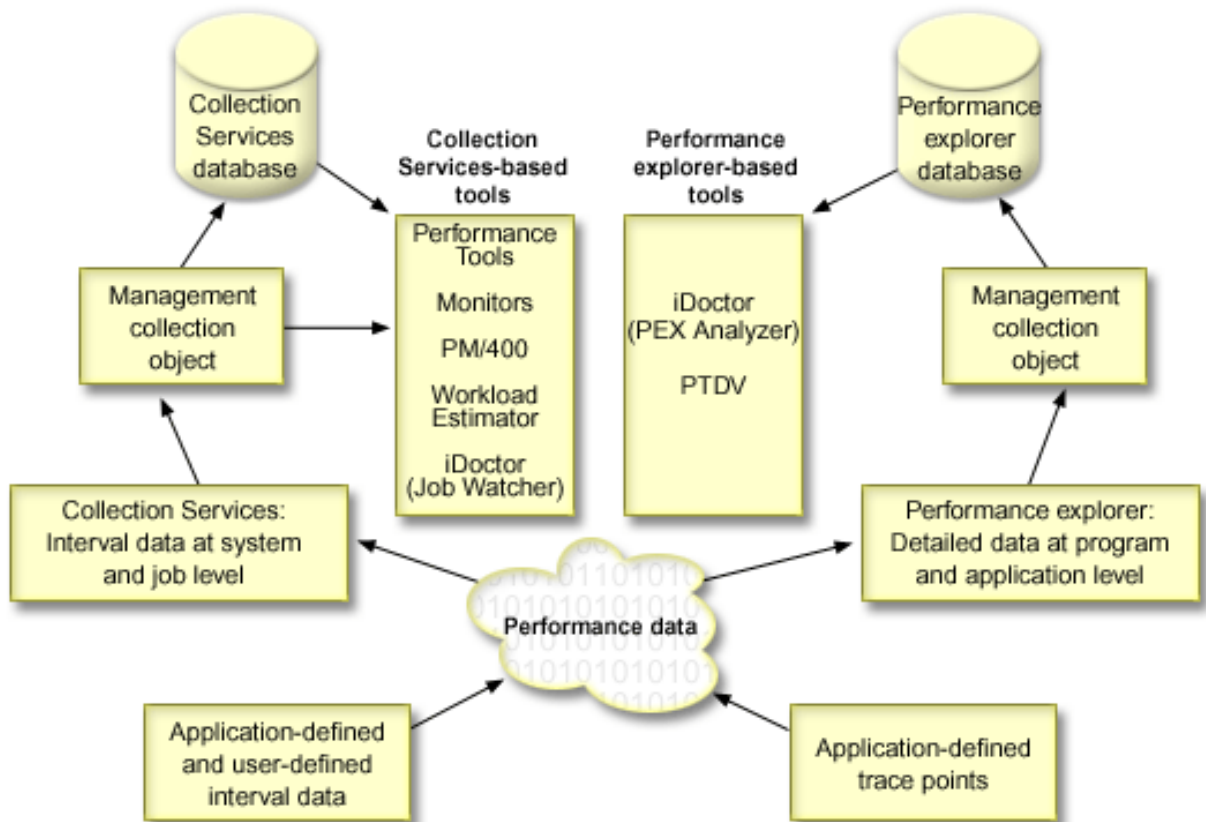 Collection
Services
database
Performance
explorer
database
Collection
Services-based
tools
Performance
explorer-based
tools
Performance
Tools
Monitors
PM/400
Workload
Estimator
iDoctor
(Job Watcher)
iDoctor
(PEX Analyzer)
PTDV
Management
collection
object
Management
collection
object
Collection Services:
Interval data at system
and job level
Performance explorer:
Detailed data at program
and application level
Performance data
Application-defined
and user-defined
interval data
Application-defined
trace points